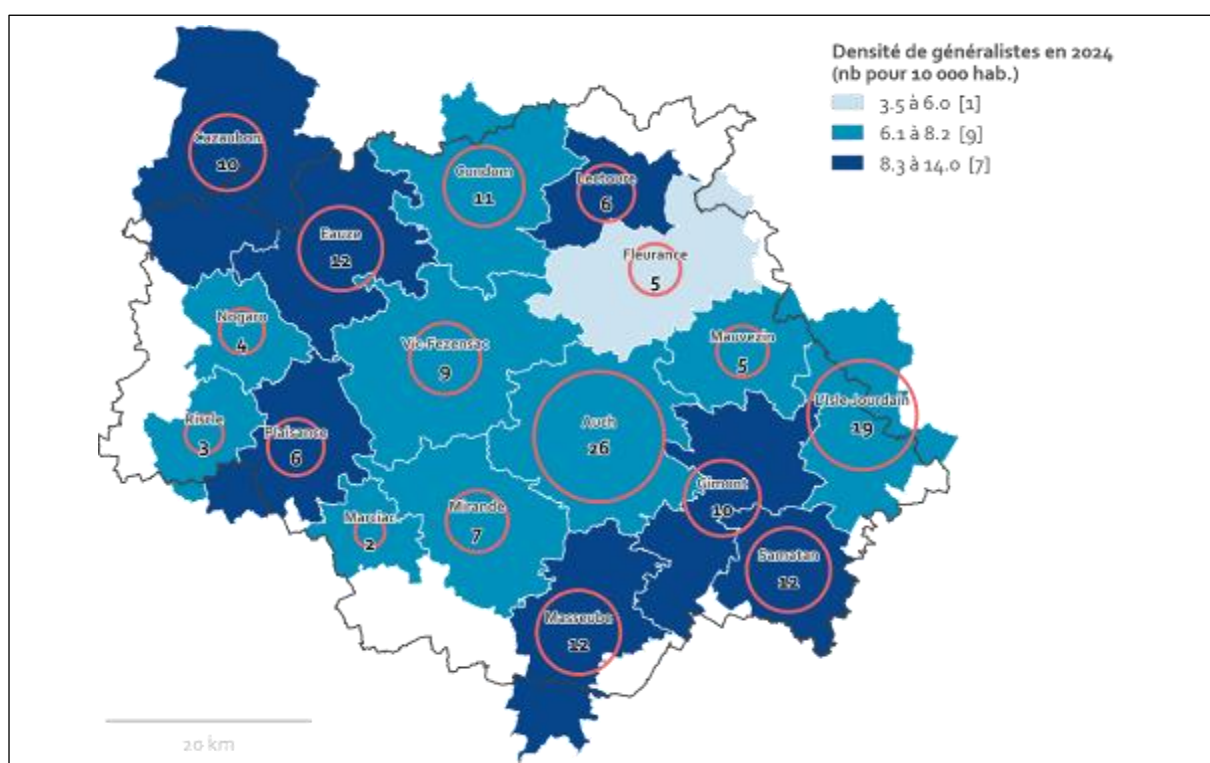 Densité de généralistes en 2024
(nb pour 10 000 hab.)
3.5 à 6.0 [1]
6.1 à 8.2 [9]
8.3 à 14.0 [7]
Cazaubon
10
Condom
11
Lectoure
6
Eauze
12
Fleurance
5
Nogaro
4
Vic-Fezensac
9
Mauvezin
5
L'Isle-Jourdain
19
Riscle
3
Plaisance
6
Auch
26
Gimont
10
Marciac
2
Mirande
7
Samatan
12
Masseube
12
20 km